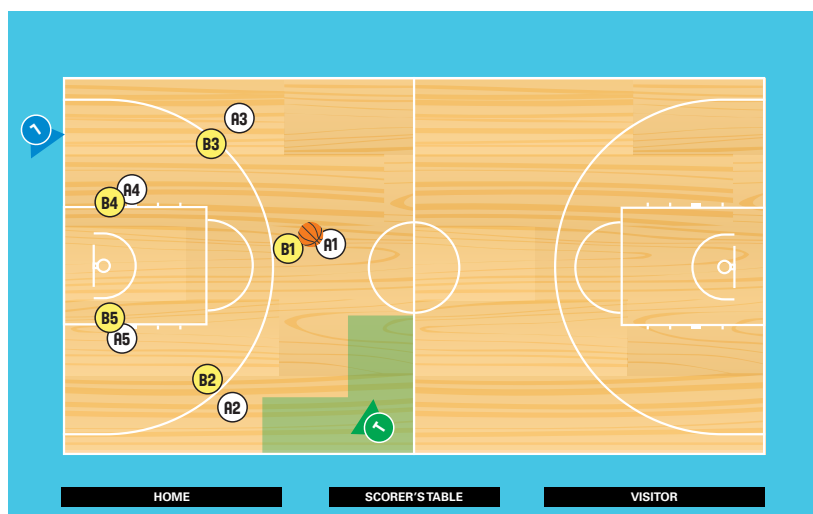 A3
B3
L
A4
B4
B1
A1
B5
A5
B2
A2
T
HOME
SCORER'S TABLE
VISITOR